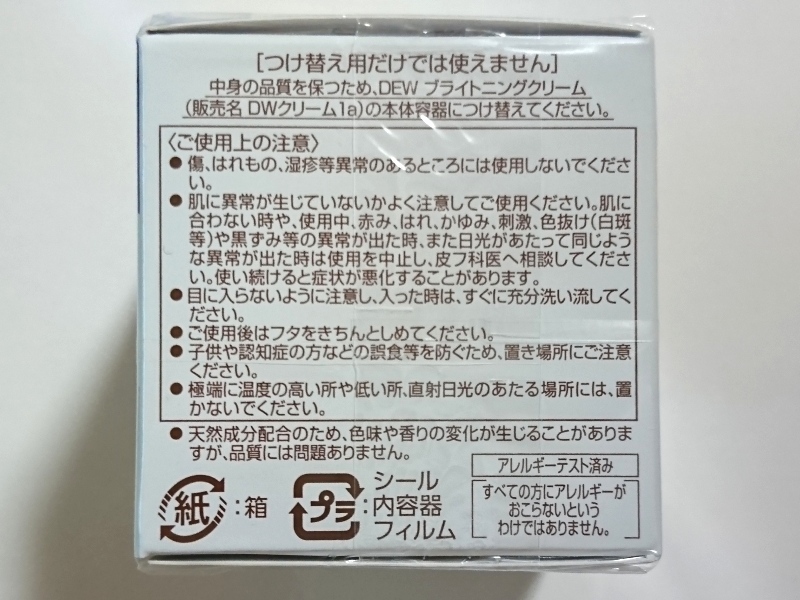 ［つけ替え用だけでは使えません］
中身の品質を保つため、DEW ブライトニングクリーム
（販売名 DWクリーム1a）の本体容器につけ替えてください。
〈ご使用上の注意〉
●傷、はれもの、湿疹等異常のあるところには使用しないでくださ
い。
●肌に異常が生じていないかよく注意してご使用ください。肌に
合わない時や、使用中、赤み、はれ、かゆみ、刺激、色抜け（白斑
等）や黒ずみ等の異常が出た時、また日光があたって同じよう
な異常が出た時は使用を中止し、皮フ科医へ相談してくださ
い。使い続けると症状が悪化することがあります。
●目に入らないように注意し、入った時は、すぐに充分洗い流してく
ださい。
●ご使用後はフタをきちんとしめてください。
●子供や認知症の方などの誤食等を防ぐため、置き場所にご注意
ください。
●極端に温度の高い所や低い所、直射日光のあたる場所には、置
かないでください。
●天然成分配合のため、色味や香りの変化が生じることがありま
すが、品質には問題ありません。
紙：箱
プラ：シール
内容器
フィルム
アレルギーテスト済み
すべての方にアレルギーが
おこらないという
わけではありません。